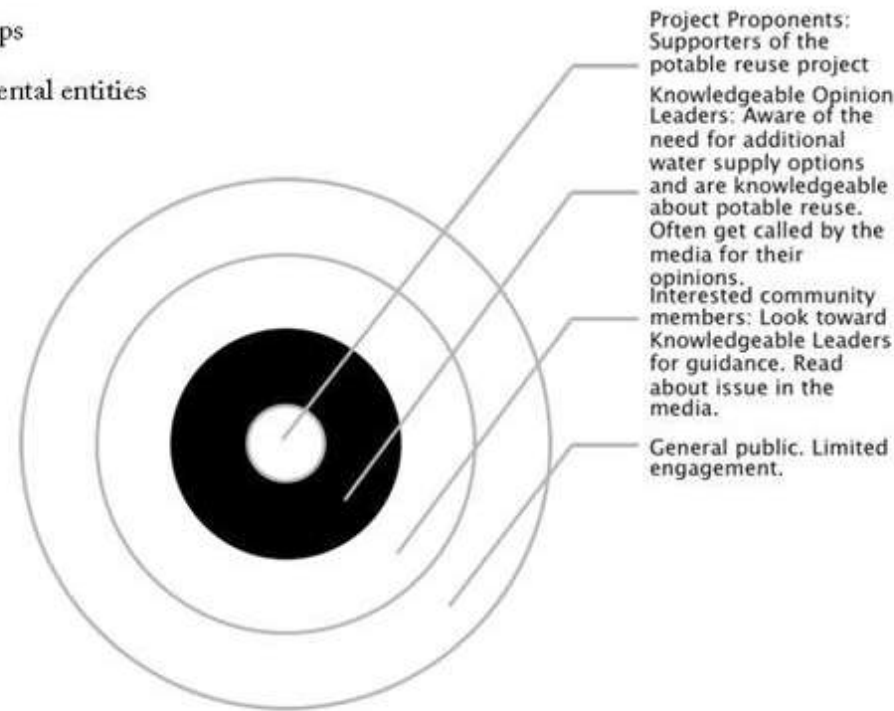 ps
ental entities
Project Proponents:
Supporters of the
potable reuse project
Knowledgeable Opinion
Leaders: Aware of the
need for additional
water supply options
and are knowledgeable
about potable reuse.
Often get called by the
media for their
opinions.
Interested community
members: Look toward
Knowledgeable Leaders
for guidance. Read
about issue in the
media.
General public. Limited
engagement.